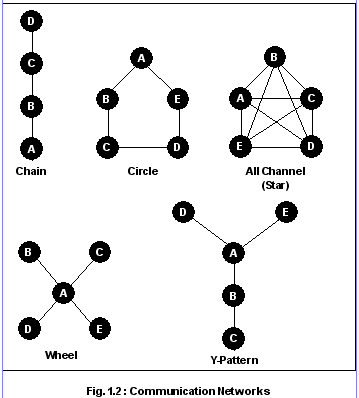 D
C
B
A
Chain
A
B
E
C
D
Circle
B
A
C
E
D
All Channel
(Star)
B
C
A
D
E
Wheel
D
E
A
B
C
Y-Pattern
Fig. 1.2 : Communication Networks